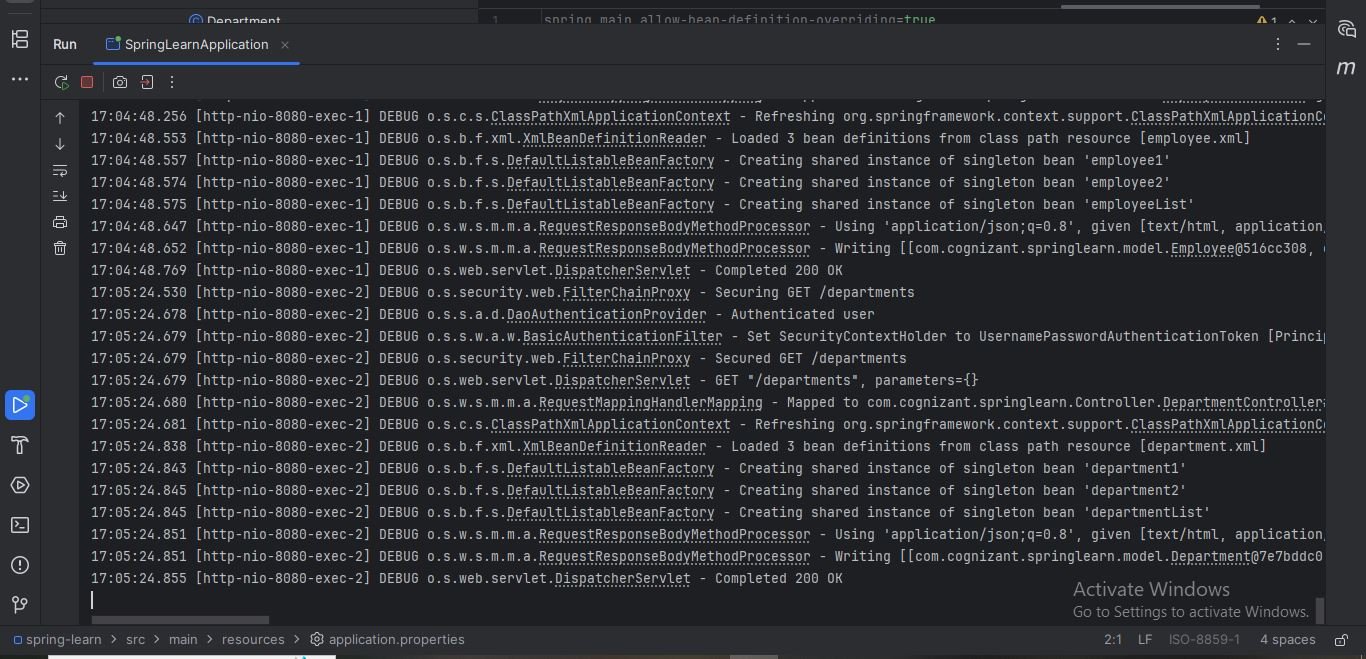 Department
1 spring.main.allow-bean-definition-overriding=true
1
Run SpringLearnApplication
17:04:48.256 [http-nio-8080-exec-1] DEBUG o.s.c.s.ClassPathXmlApplicationContext - Refreshing org.springframework.context.support.ClassPathXmlApplicationC
17:04:48.553 [http-nio-8080-exec-1] DEBUG o.s.b.f.xml.XmlBeanDefinitionReader - Loaded 3 bean definitions from class path resource [employee.xml]
17:04:48.557 [http-nio-8080-exec-1] DEBUG o.s.b.f.s.DefaultListableBeanFactory - Creating shared instance of singleton bean 'employee1'
17:04:48.574 [http-nio-8080-exec-1] DEBUG o.s.b.f.s.DefaultListableBeanFactory - Creating shared instance of singleton bean 'employee2'
17:04:48.575 [http-nio-8080-exec-1] DEBUG o.s.b.f.s.DefaultListableBeanFactory - Creating shared instance of singleton bean 'employeeList'
17:04:48.647 [http-nio-8080-exec-1] DEBUG o.s.w.s.m.m.a.RequestResponseBodyMethodProcessor - Using 'application/json;q=0.8', given [text/html, application,
17:04:48.652 [http-nio-8080-exec-1] DEBUG o.s.w.s.m.m.a.RequestResponseBodyMethodProcessor - Writing [[com.cognizant.springlearn.model.Employee@516cc308,
17:04:48.769 [http-nio-8080-exec-1] DEBUG o.s.web.servlet.DispatcherServlet - Completed 200 OK
17:05:24.530 [http-nio-8080-exec-2] DEBUG o.s.security.web.FilterChainProxy - Securing GET /departments
17:05:24.678 [http-nio-8080-exec-2] DEBUG o.s.s.a.d.DaoAuthenticationProvider - Authenticated user
17:05:24.679 [http-nio-8080-exec-2] DEBUG o.s.s.w.a.w.BasicAuthenticationFilter - Set SecurityContextHolder to UsernamePasswordAuthenticationToken [Princip
17:05:24.679 [http-nio-8080-exec-2] DEBUG o.s.security.web.FilterChainProxy - Secured GET /departments
17:05:24.679 [http-nio-8080-exec-2] DEBUG o.s.web.servlet.DispatcherServlet - GET "/departments", parameters={}
17:05:24.680 [http-nio-8080-exec-2] DEBUG o.s.w.s.m.m.a.RequestMappingHandlerMapping - Mapped to com.cognizant.springlearn.Controller.DepartmentController#
17:05:24.681 [http-nio-8080-exec-2] DEBUG o.s.c.s.ClassPathXmlApplicationContext - Refreshing org.springframework.context.support.ClassPathXmlApplicationC
17:05:24.838 [http-nio-8080-exec-2] DEBUG o.s.b.f.xml.XmlBeanDefinitionReader - Loaded 3 bean definitions from class path resource [department.xml]
17:05:24.843 [http-nio-8080-exec-2] DEBUG o.s.b.f.s.DefaultListableBeanFactory - Creating shared instance of singleton bean 'department1'
17:05:24.845 [http-nio-8080-exec-2] DEBUG o.s.b.f.s.DefaultListableBeanFactory - Creating shared instance of singleton bean 'department2'
17:05:24.845 [http-nio-8080-exec-2] DEBUG o.s.b.f.s.DefaultListableBeanFactory - Creating shared instance of singleton bean 'departmentList'
17:05:24.851 [http-nio-8080-exec-2] DEBUG o.s.w.s.m.m.a.RequestResponseBodyMethodProcessor - Using 'application/json;q=0.8', given [text/html, application,
17:05:24.851 [http-nio-8080-exec-2] DEBUG o.s.w.s.m.m.a.RequestResponseBodyMethodProcessor - Writing [[com.cognizant.springlearn.model.Department@7e7bddc0
17:05:24.855 [http-nio-8080-exec-2] DEBUG o.s.web.servlet.DispatcherServlet - Completed 200 OK
Activate Windows
Go to Settings to activate Windows.
spring-learn > src > main > resources > application.properties
2:1 LF ISO-8859-1 4 spaces